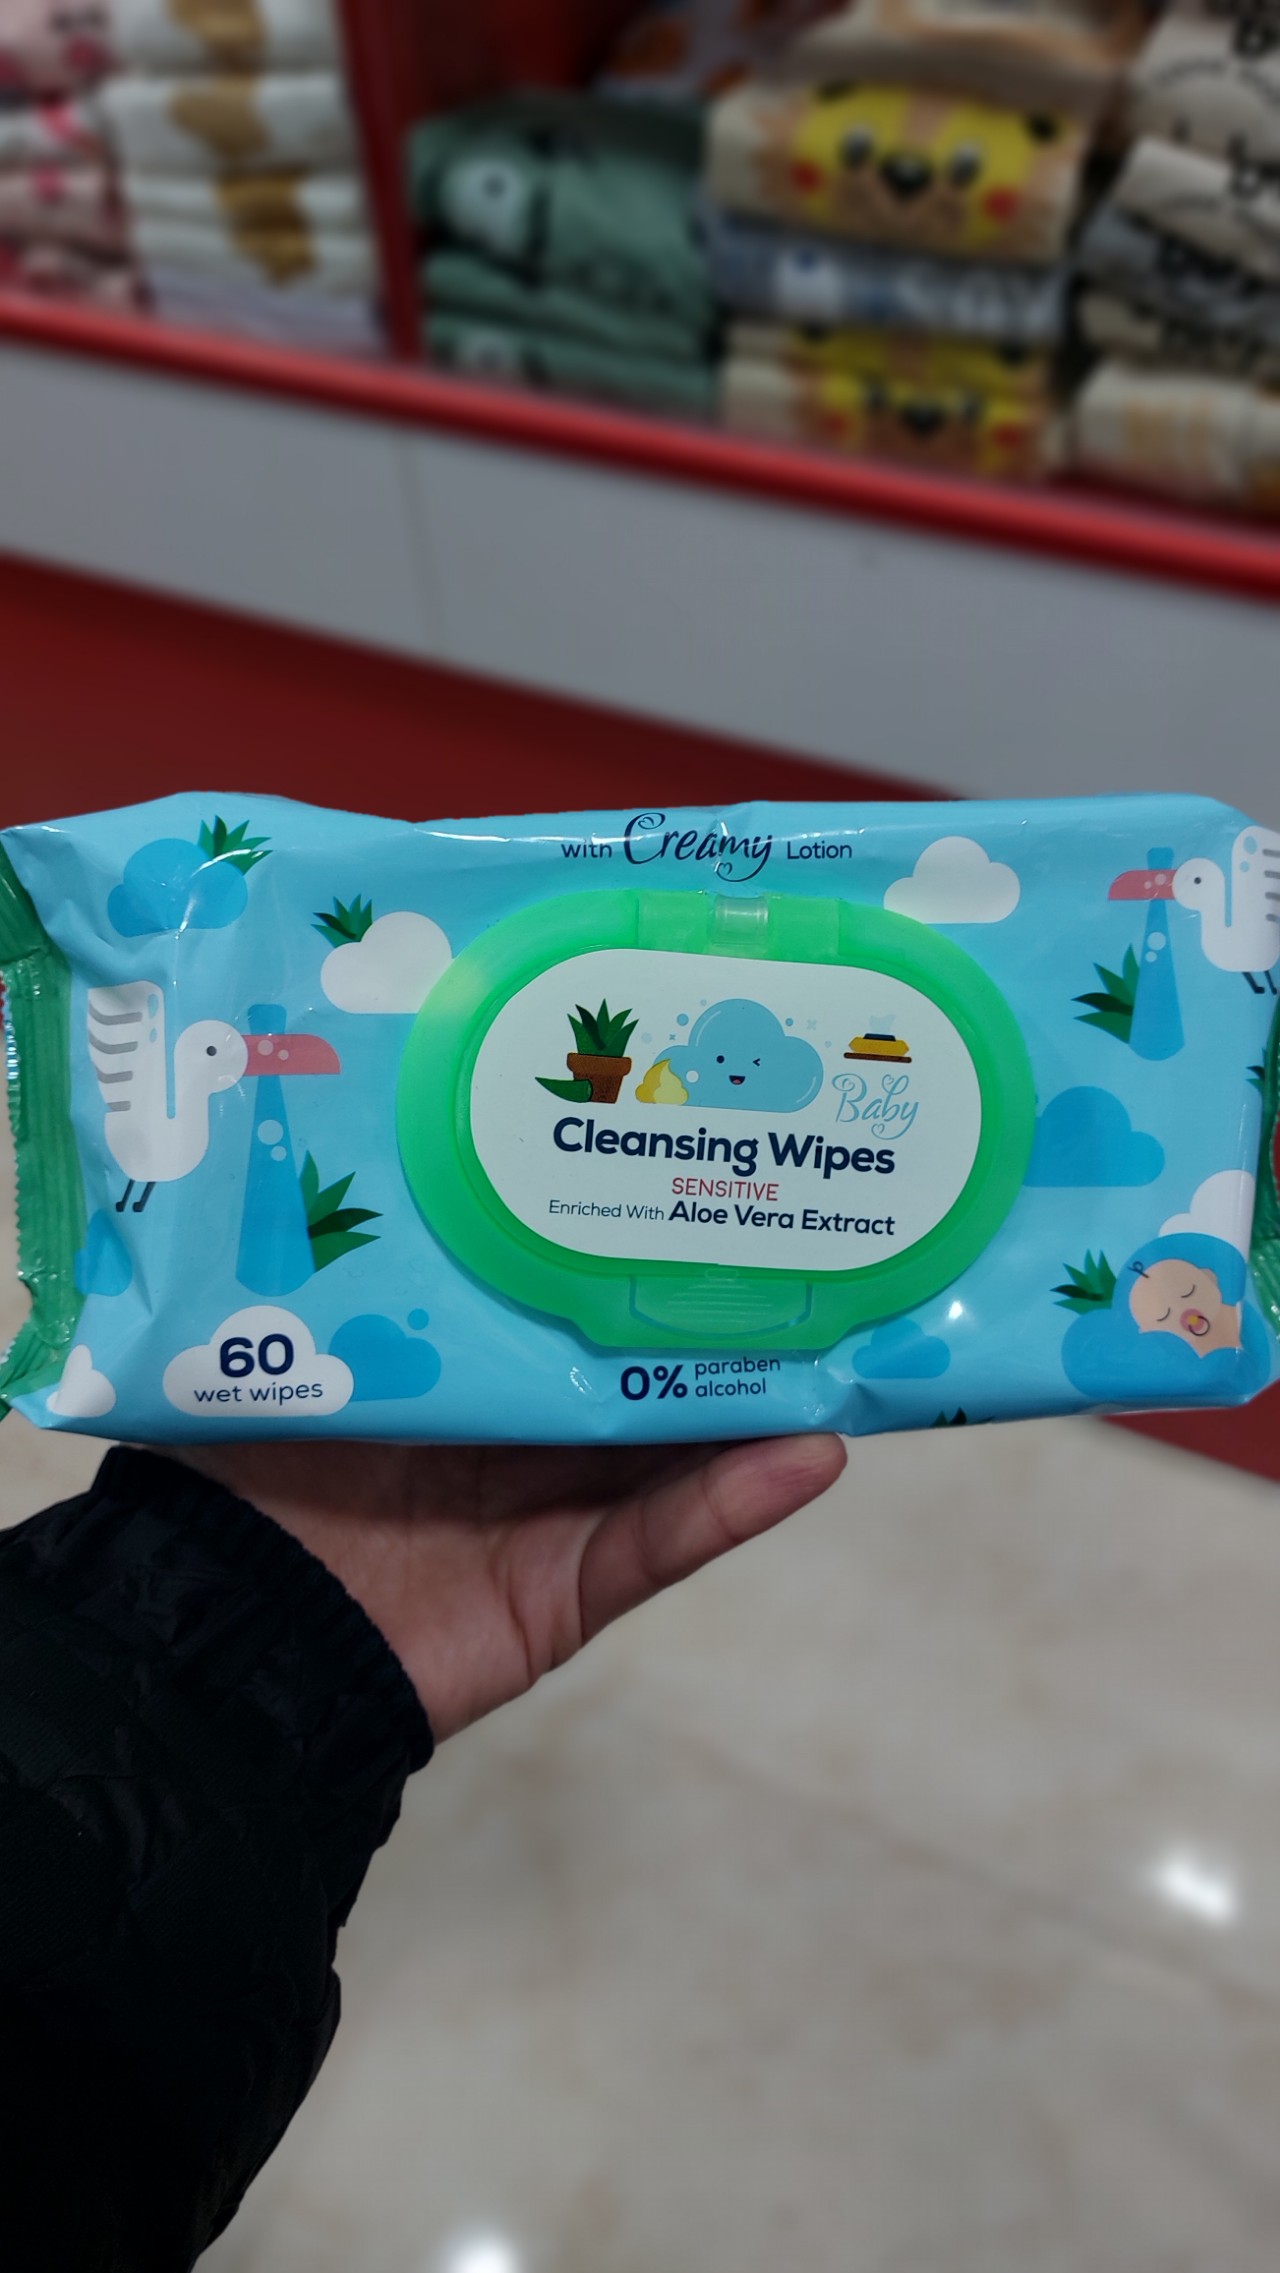 with Creamy Lotion
Baby
Cleansing Wipes
SENSITIVE
Enriched With Aloe Vera Extract
60
wet wipes
0% paraben
alcohol